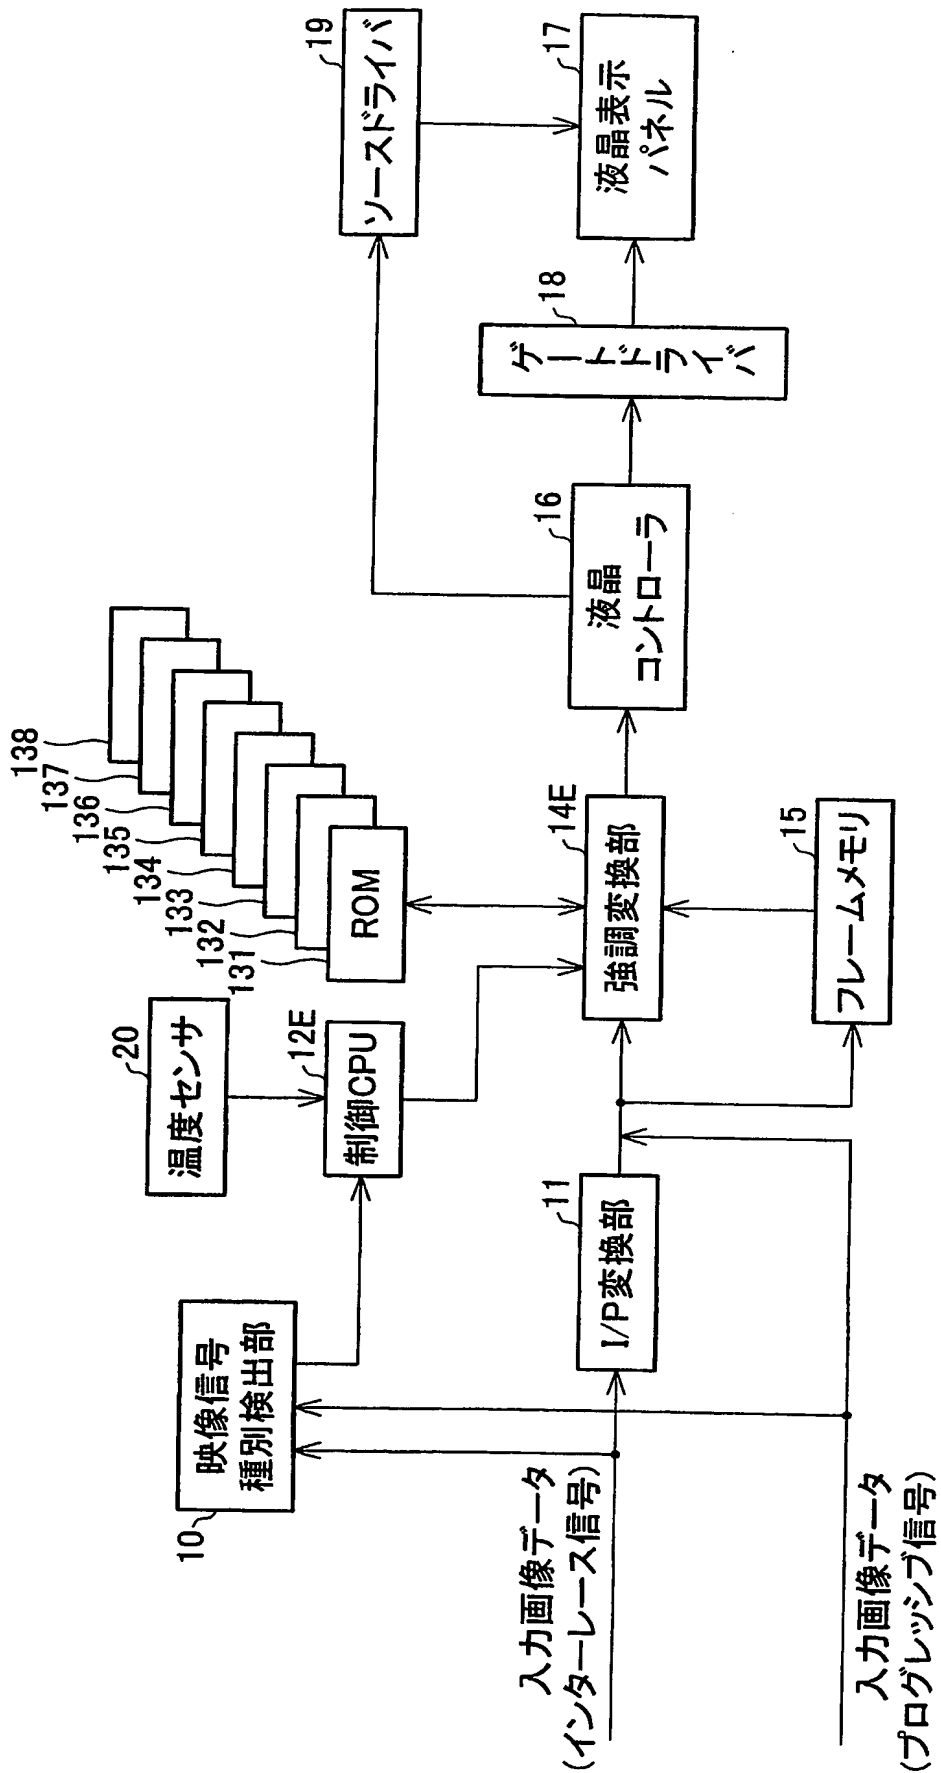 138
137
136
135
134
133
132
131
ROM
20
温度センサ
12E
制御CPU
10
映像信号
種別検出部
19
ソースドライバ
17
液晶表示
パネル
18
ゲートドライバ
16
液晶
コントローラ
14E
強調変換部
15
フレームメモリ
11
I/P変換部
入力画像データ
(インターレース信号)
入力画像データ
(プログレッシブ信号)